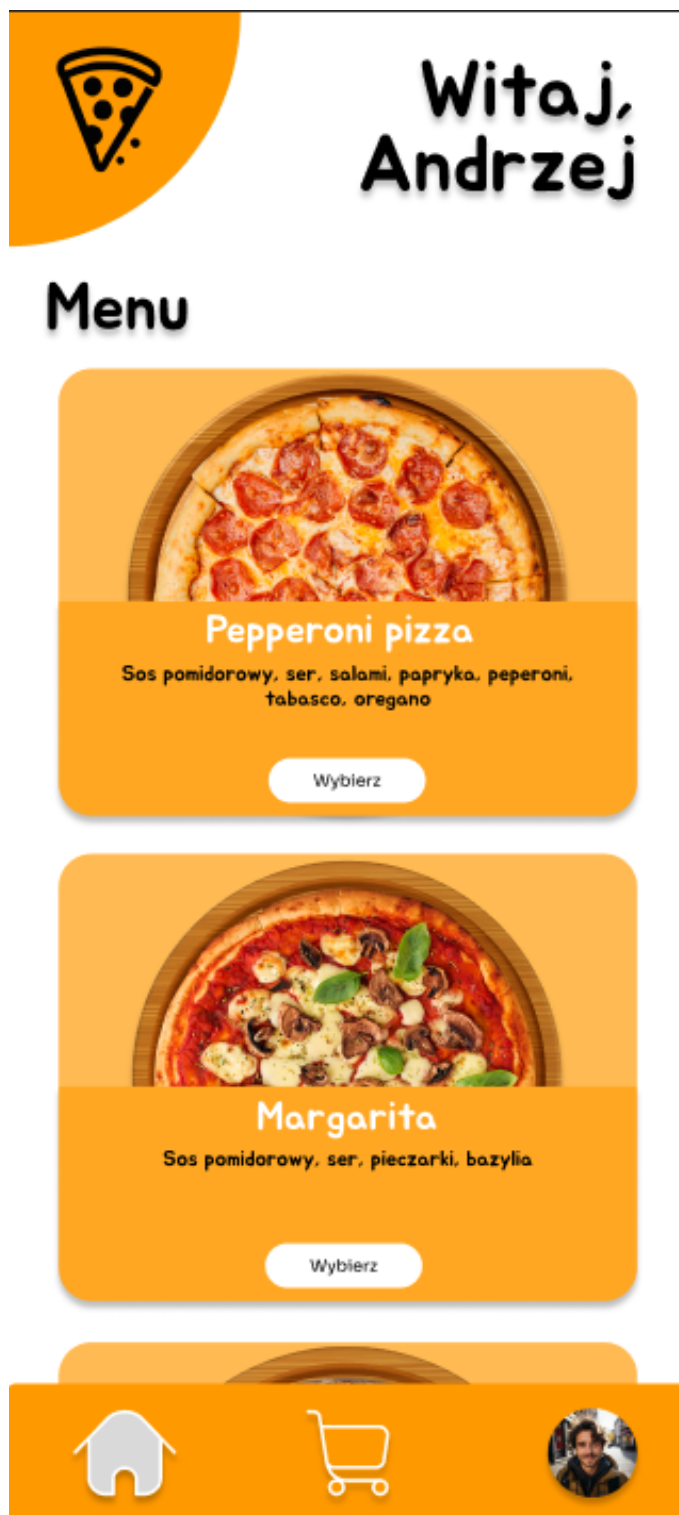 Witaj,
Andrzej
Menu
Pepperoni pizza
Sos pomidorowy, ser, salami, papryka, peperoni,
tabasco, oregano
Wybierz
Margarita
Sos pomidorowy, ser, pieczarki, bazylia
Wybierz